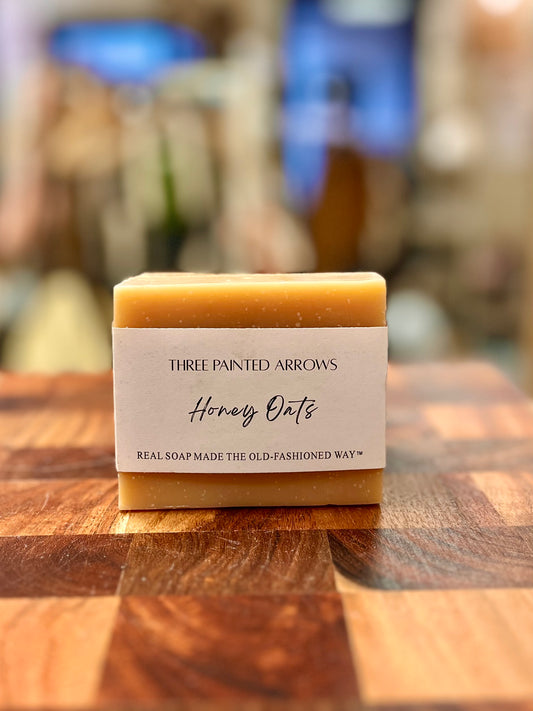 THREE PAINTED ARROWS
Honey Oats
REAL SOAP MADE THE OLD-FASHIONED WAY™